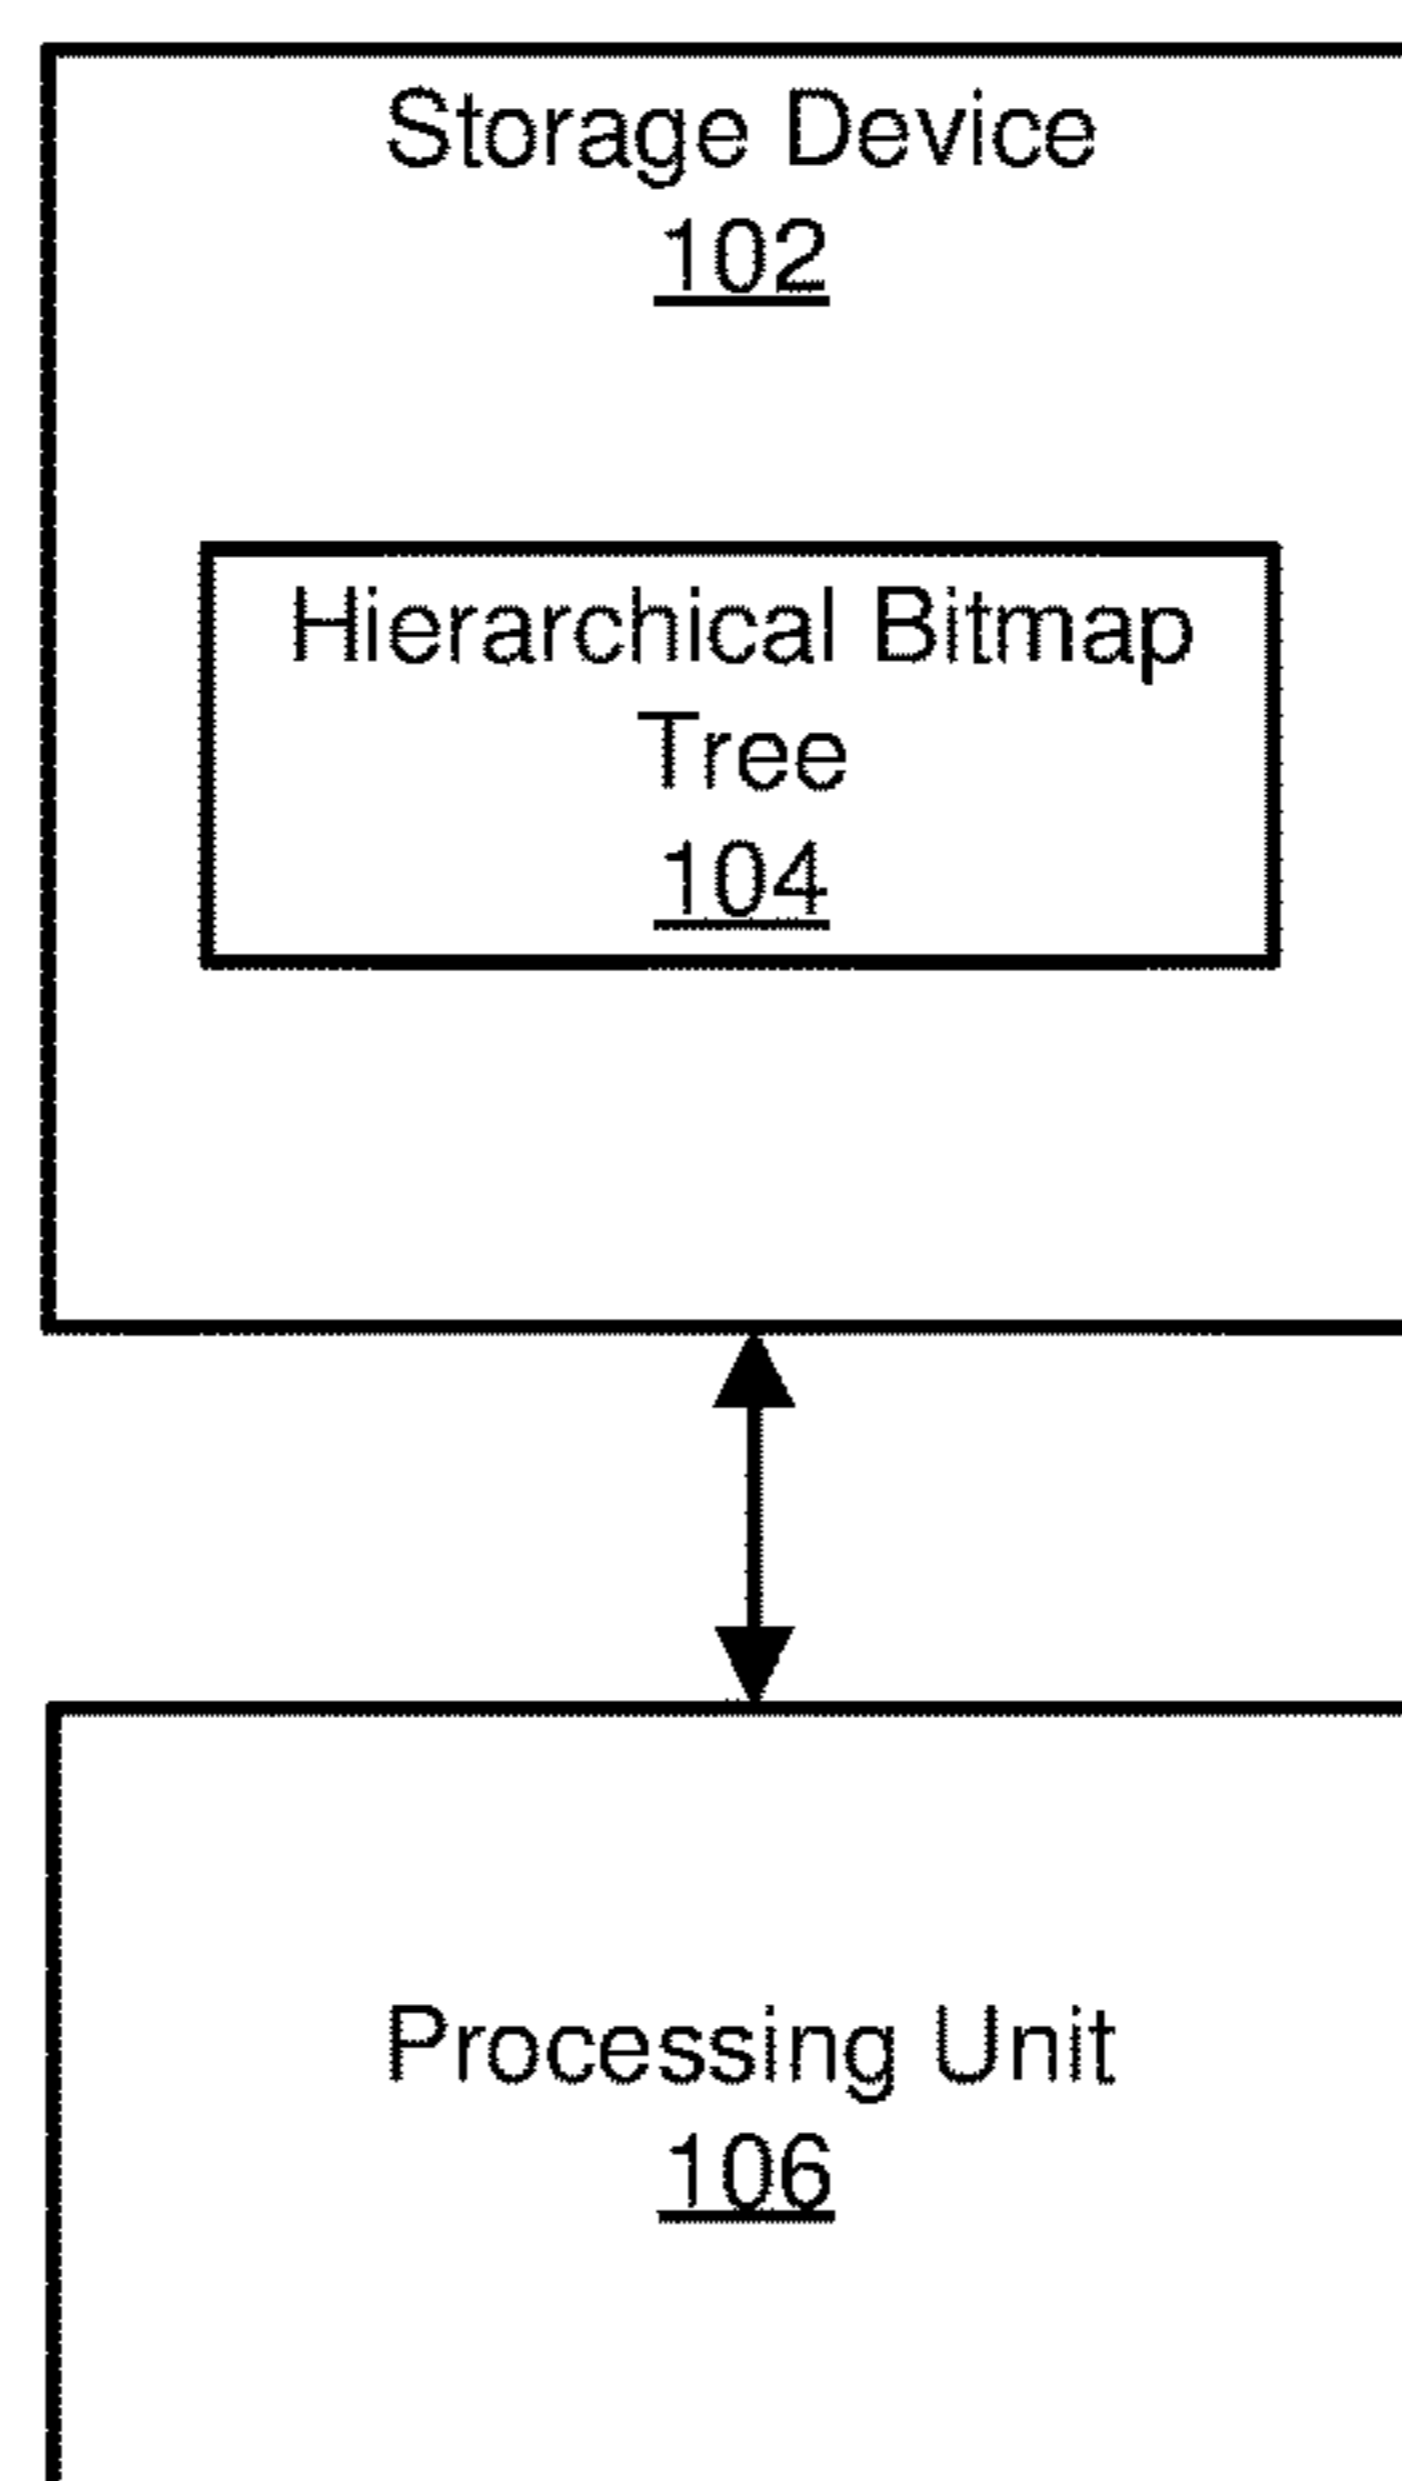 Storage Device
102
Hierarchical Bitmap
Tree
104
Processing Unit
106